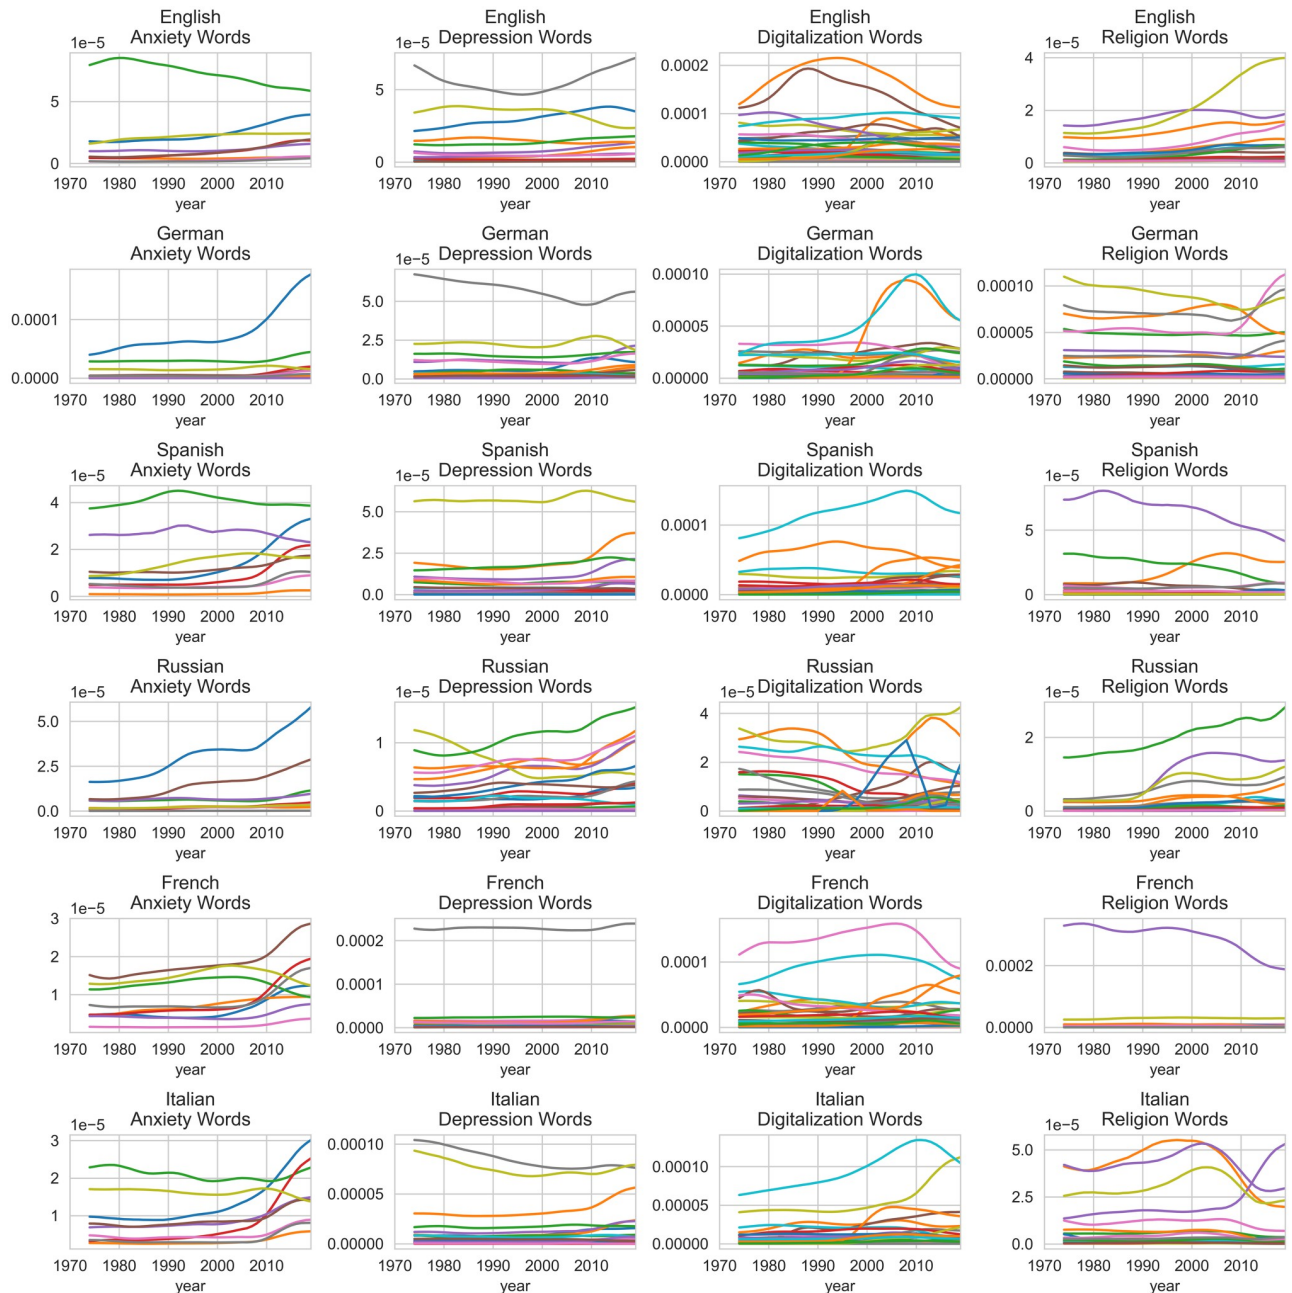 English
Anxiety Words
1e−5
5
0
1970 1980 1990 2000 2010
year
English
Depression Words
1e−5
5
0
1970 1980 1990 2000 2010
year
English
Digitalization Words
0.0002
0.0001
0.0000
1970 1980 1990 2000 2010
year
English
Religion Words
1e−5
4
2
0
1970 1980 1990 2000 2010
year
German
Anxiety Words
0.0001
0.0000
1970 1980 1990 2000 2010
year
German
Depression Words
1e−5
5.0
2.5
0.0
1970 1980 1990 2000 2010
year
German
Digitalization Words
0.00010
0.00005
0.00000
1970 1980 1990 2000 2010
year
German
Religion Words
0.00010
0.00005
0.00000
1970 1980 1990 2000 2010
year
Spanish
Anxiety Words
1e−5
4
2
0
1970 1980 1990 2000 2010
year
Spanish
Depression Words
1e−5
5.0
2.5
0.0
1970 1980 1990 2000 2010
year
Spanish
Digitalization Words
0.0001
0.0000
1970 1980 1990 2000 2010
year
Spanish
Religion Words
1e−5
5
0
1970 1980 1990 2000 2010
year
Russian
Anxiety Words
1e−5
5.0
2.5
0.0
1970 1980 1990 2000 2010
year
Russian
Depression Words
1e−5
1
0
1970 1980 1990 2000 2010
year
Russian
Digitalization Words
1e−5
4
2
0
1970 1980 1990 2000 2010
year
Russian
Religion Words
1e−5
2
0
1970 1980 1990 2000 2010
year
French
Anxiety Words
1e−5
3
2
1
1970 1980 1990 2000 2010
year
French
Depression Words
0.0002
0.0001
0.0000
1970 1980 1990 2000 2010
year
French
Digitalization Words
0.0001
0.0000
1970 1980 1990 2000 2010
year
French
Religion Words
0.0002
0.0000
1970 1980 1990 2000 2010
year
Italian
Anxiety Words
1e−5
3
2
1
1970 1980 1990 2000 2010
year
Italian
Depression Words
0.00010
0.00005
0.00000
1970 1980 1990 2000 2010
year
Italian
Digitalization Words
0.00010
0.00005
0.00000
1970 1980 1990 2000 2010
year
Italian
Religion Words
1e−5
5.0
2.5
0.0
1970 1980 1990 2000 2010
year